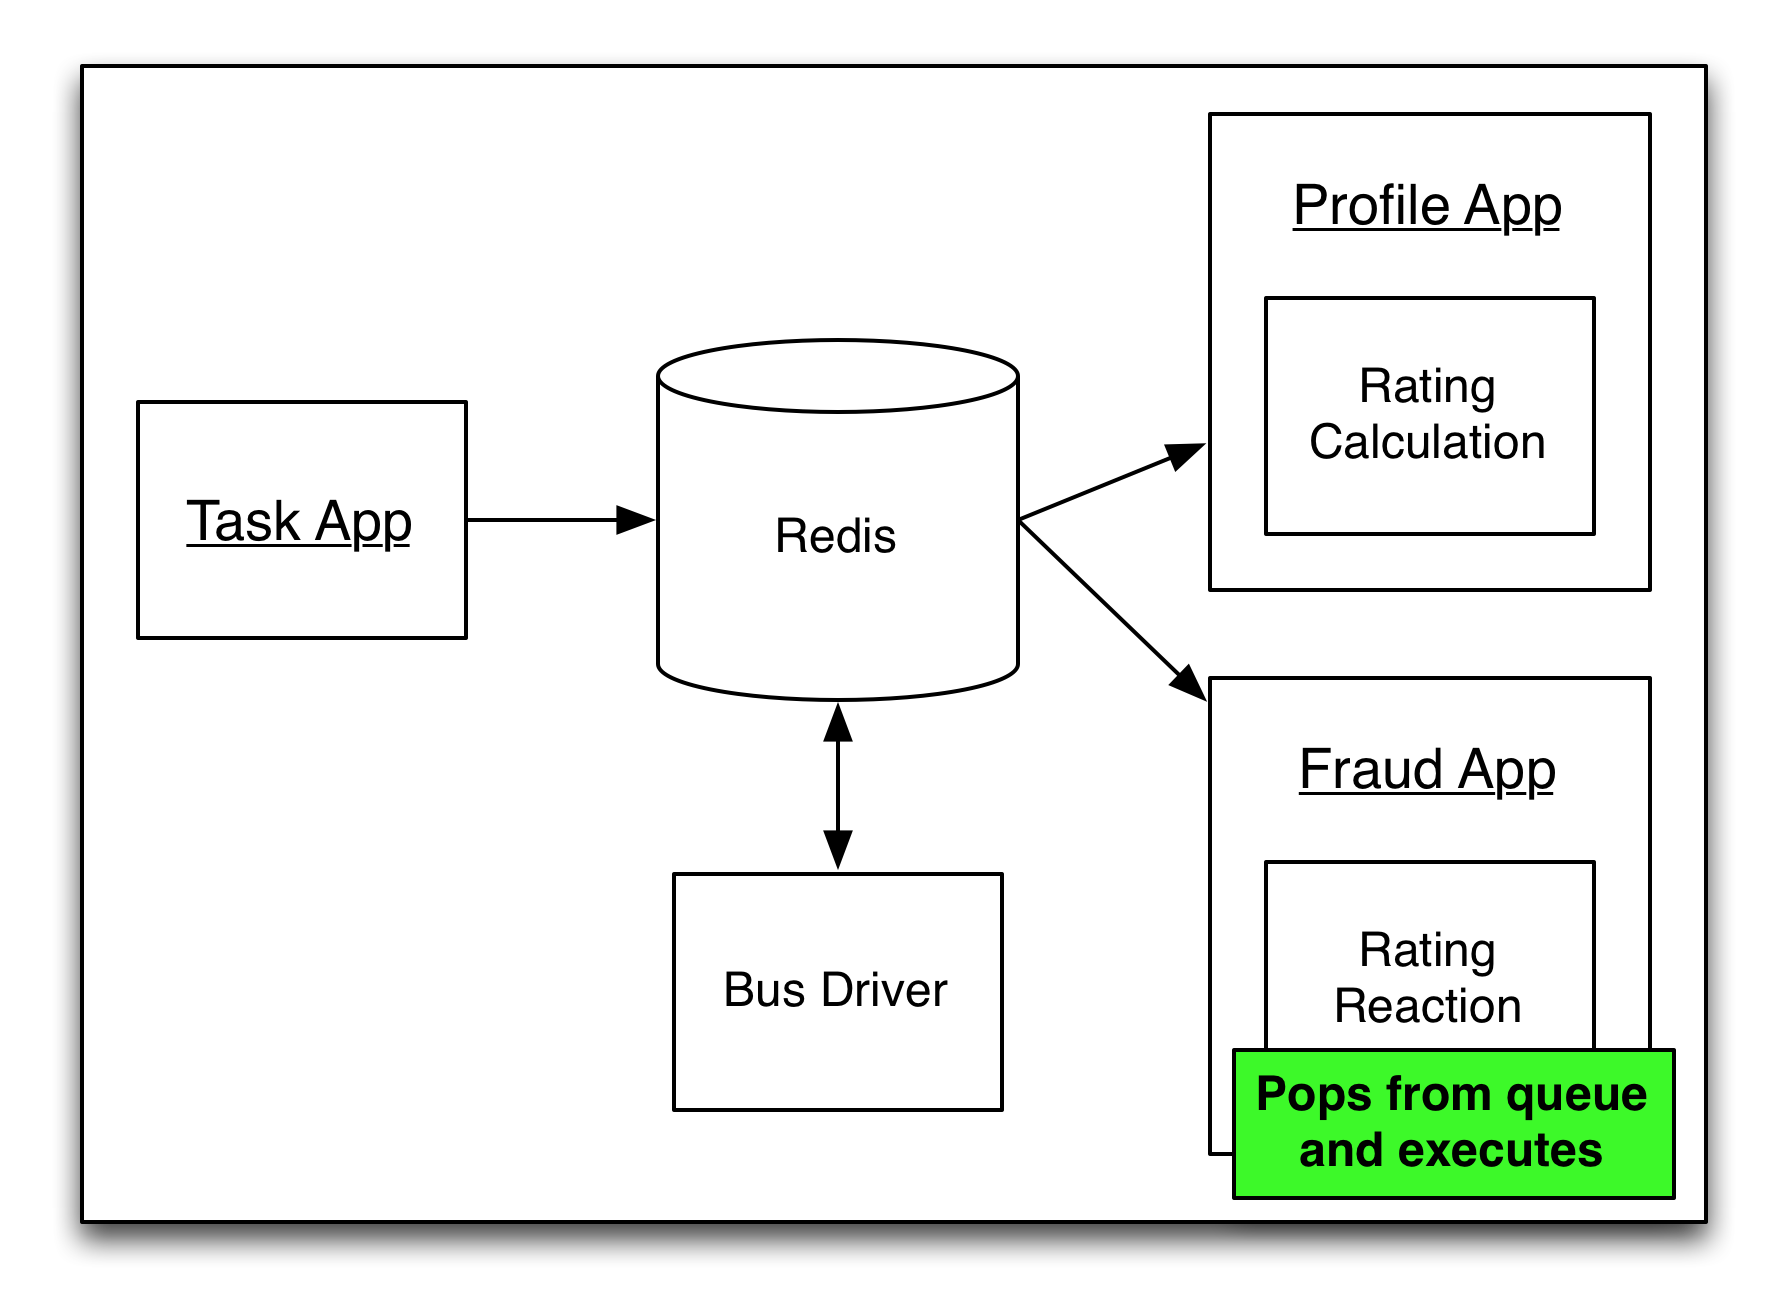 Profile App
Rating
Calculation
Task App
Redis
Fraud App
Rating
Reaction
Bus Driver
Pops from queue
and executes